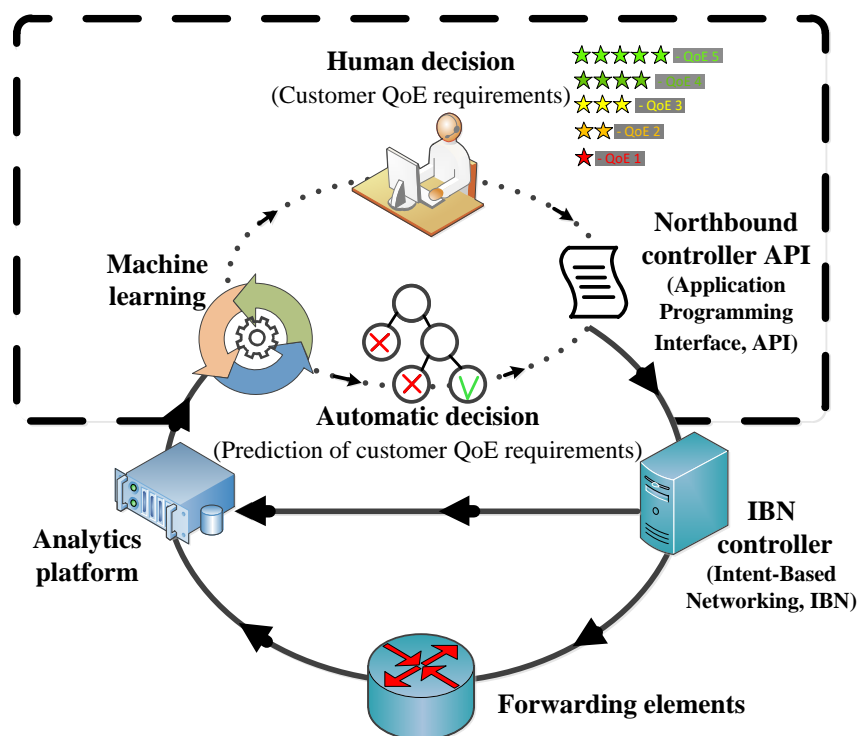 Human decision
(Customer QoE requirements)
- QoE 5
- QoE 4
- QoE 3
- QoE 2
- QoE 1
Machine
learning
Northbound
controller API
(Application
Programming
Interface, API)
Automatic decision
(Prediction of customer QoE requirements)
Analytics
platform
IBN
controller
(Intent-Based
Networking, IBN)
Forwarding elements